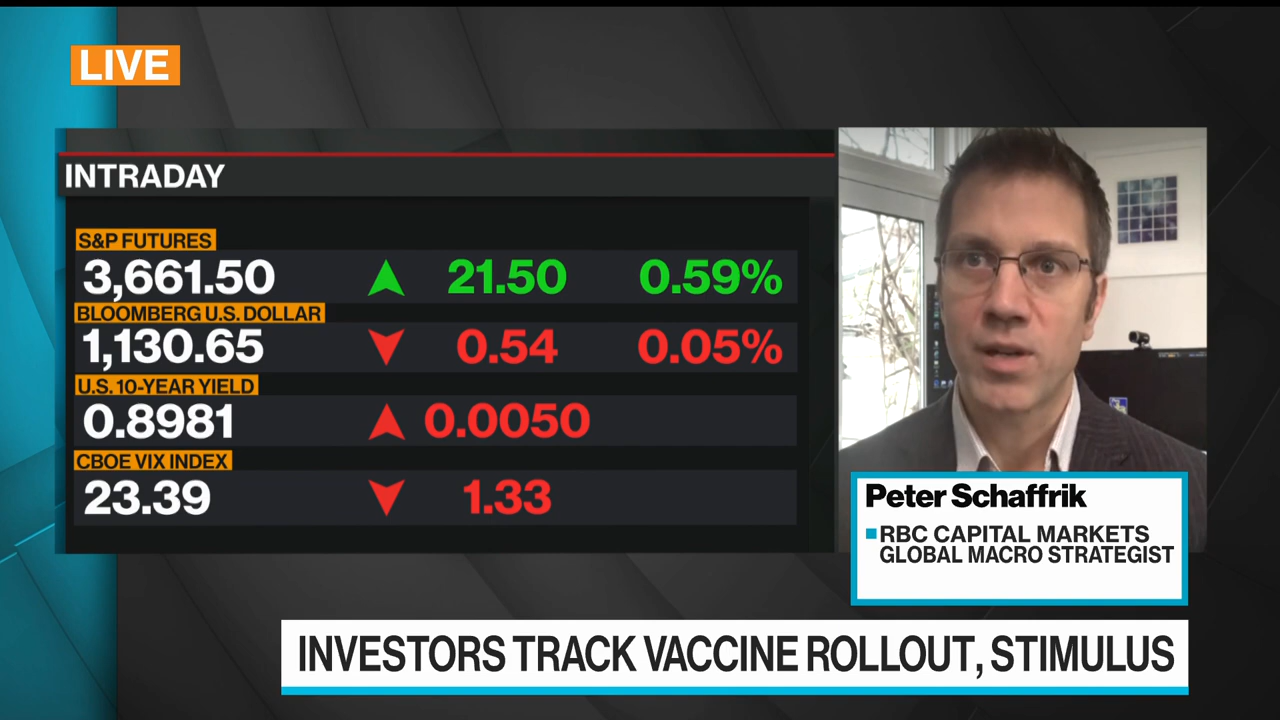 LIVE
INTRADAY
S&P FUTURES
3,661.50 ▲ 21.50 0.59%
BLOOMBERG U.S. DOLLAR
1,130.65 ▼ 0.54 0.05%
U.S. 10-YEAR YIELD
0.8981 ▲ 0.0050
CBOE VIX INDEX
23.39 ▼ 1.33
Peter Schaffrik
RBC CAPITAL MARKETS
GLOBAL MACRO STRATEGIST
INVESTORS TRACK VACCINE ROLLOUT, STIMULUS